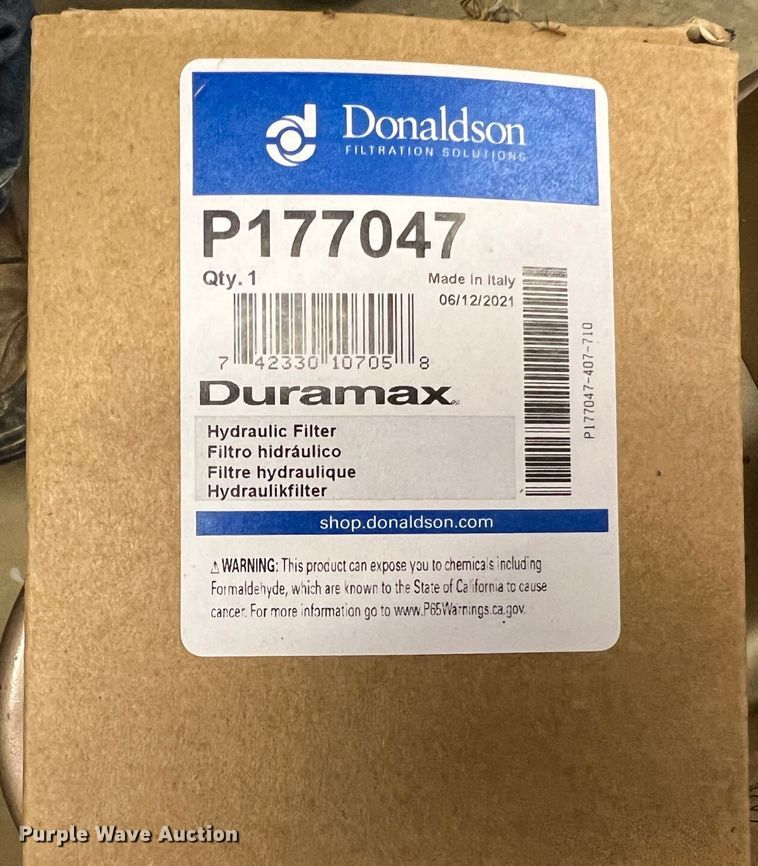 Donaldson
FILTRATION SOLUTIONS
P177047
Qty. 1
Made In Italy
06/12/2021
7 42330 10705 8
P177047-407-710
Duramax
Hydraulic Filter
Filtro hidráulico
Filtre hydraulique
Hydraulikfilter
shop.donaldson.com
⚠ WARNING: This product can expose you to chemicals including
Formaldehyde, which are known to the State of California to cause
cancer. For more information go to www.P65Warnings.ca.gov.
Purple Wave Auction